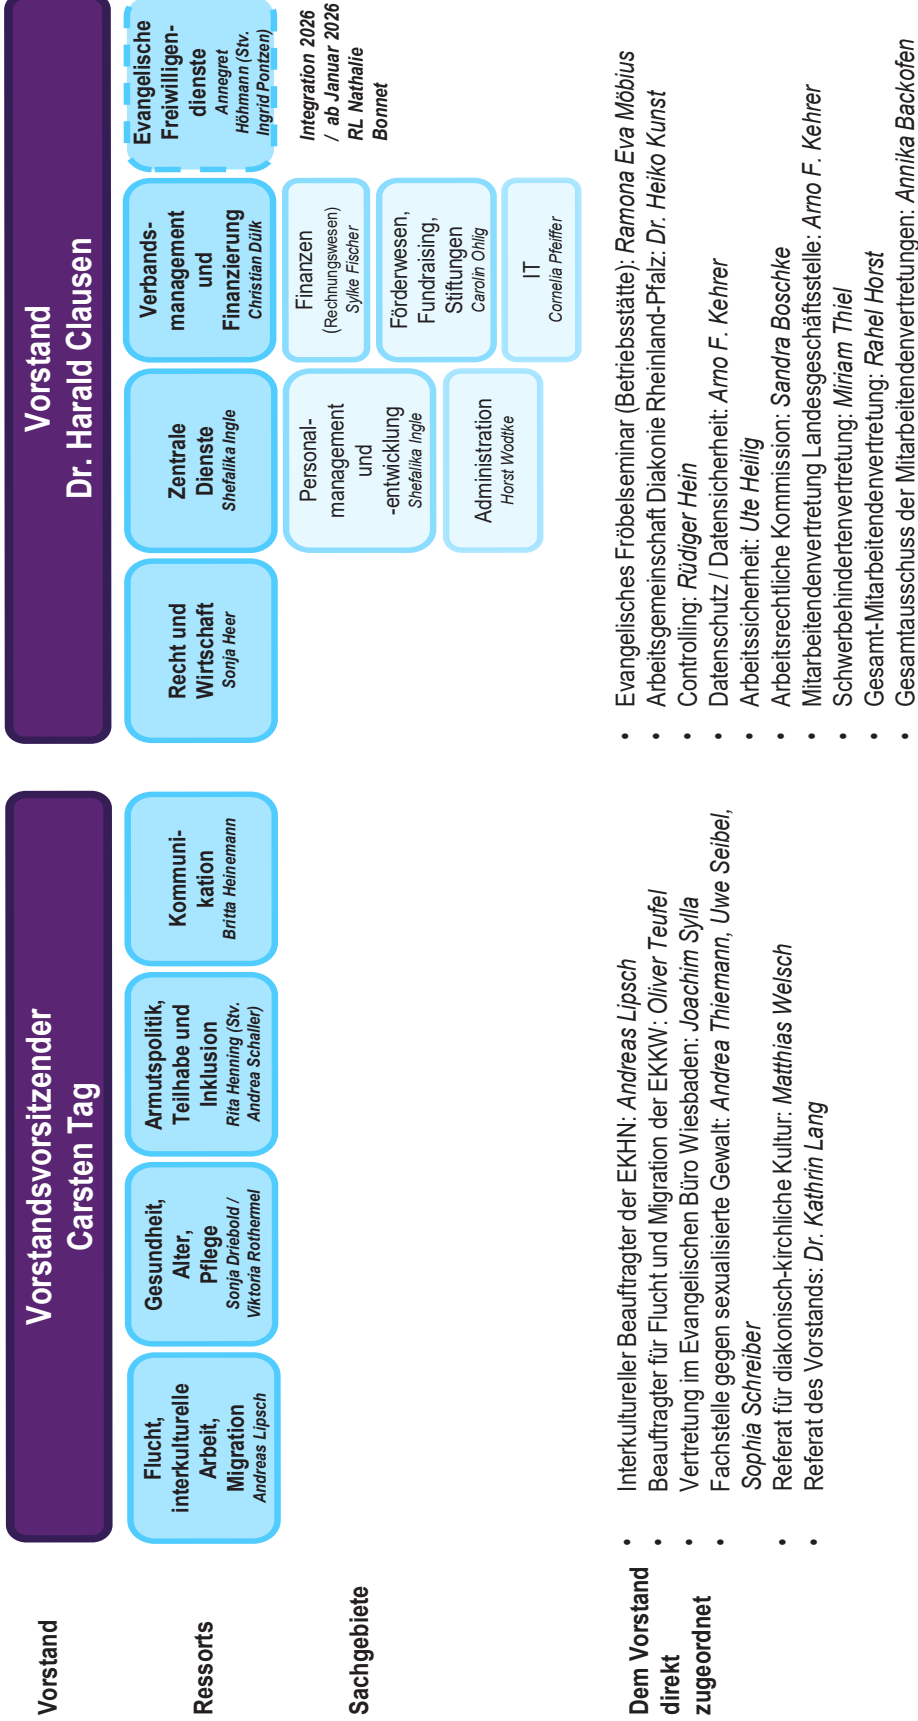 Vorstand
Vorstandsvorsitzender
Carsten Tag
Vorstand
Dr. Harald Clausen
Ressorts
Flucht,
interkulturelle
Arbeit,
Migration
Andreas Lipsch
Gesundheit,
Alter,
Pflege
Sonja Driebold /
Viktoria Rothermel
Armutspolitik,
Teilhabe und
Inklusion
Rita Henning (Stv.
Andrea Schaller)
Kommuni-
kation
Britta Heinemann
Recht und
Wirtschaft
Sonja Heer
Zentrale
Dienste
Shefalika Ingle
Verbands-
management
und
Finanzierung
Christian Dülk
Evangelische
Freiwilligen-
dienste
Annegret
Höhmann (Stv.
Ingrid Pontzen)
Sachgebiete
Personal-
management
und
-entwicklung
Shefalika Ingle
Administration
Horst Wodtke
Finanzen
(Rechnungswesen)
Sylke Fischer
Förderwesen,
Fundraising,
Stiftungen
Carolin Ohlig
IT
Cornelia Pfeiffer
Integration 2026
/ ab Januar 2026
RL Nathalie
Bonnet
Dem Vorstand
direkt
zugeordnet
• Interkultureller Beauftragter der EKHN: Andreas Lipsch
• Beauftragter für Flucht und Migration der EKKW: Oliver Teufel
• Vertretung im Evangelischen Büro Wiesbaden: Joachim Sylla
• Fachstelle gegen sexualisierte Gewalt: Andrea Thiemann, Uwe Seibel,
Sophia Schreiber
• Referat für diakonisch-kirchliche Kultur: Matthias Welsch
• Referat des Vorstands: Dr. Kathrin Lang
• Evangelisches Fröbelseminar (Betriebsstätte): Ramona Eva Möbius
• Arbeitsgemeinschaft Diakonie Rheinland-Pfalz: Dr. Heiko Kunst
• Controlling: Rüdiger Hein
• Datenschutz / Datensicherheit: Arno F. Kehrer
• Arbeitssicherheit: Ute Heilig
• Arbeitsrechtliche Kommission: Sandra Boschke
• Mitarbeitendenvertretung Landesgeschäftsstelle: Arno F. Kehrer
• Schwerbehindertenvertretung: Miriam Thiel
• Gesamt-Mitarbeitendenvertretung: Rahel Horst
• Gesamtausschuss der Mitarbeitendenvertretungen: Annika Backofen